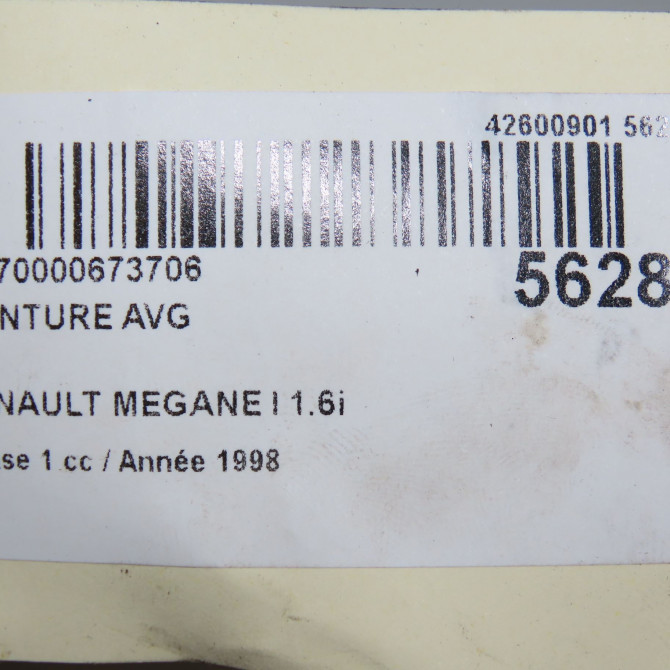 42600901 562
70000673706
5628
NTURE AVG
NAULT MEGANE I 1.6i
se 1 cc / Année 1998